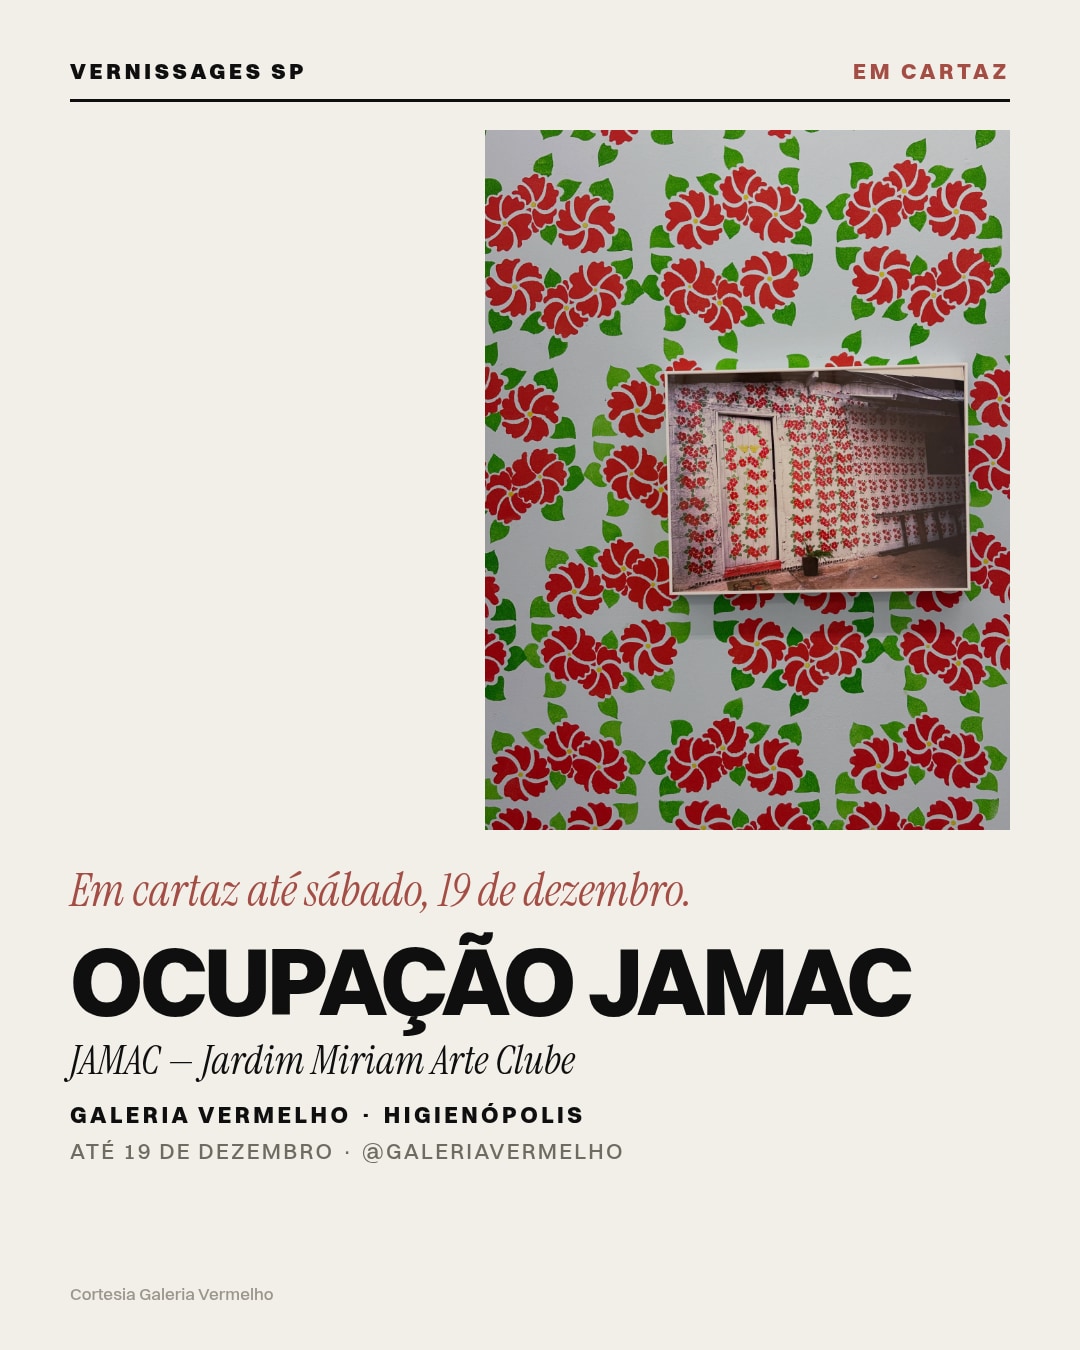 VERNISSAGES SP
EM CARTAZ
Em cartaz até sábado, 19 de dezembro.
OCUPAÇÃO JAMAC
JAMAC — Jardim Miriam Arte Clube
GALERIA VERMELHO · HIGIENÓPOLIS
ATÉ 19 DE DEZEMBRO · @GALERIAVERMELHO
Cortesia Galeria Vermelho